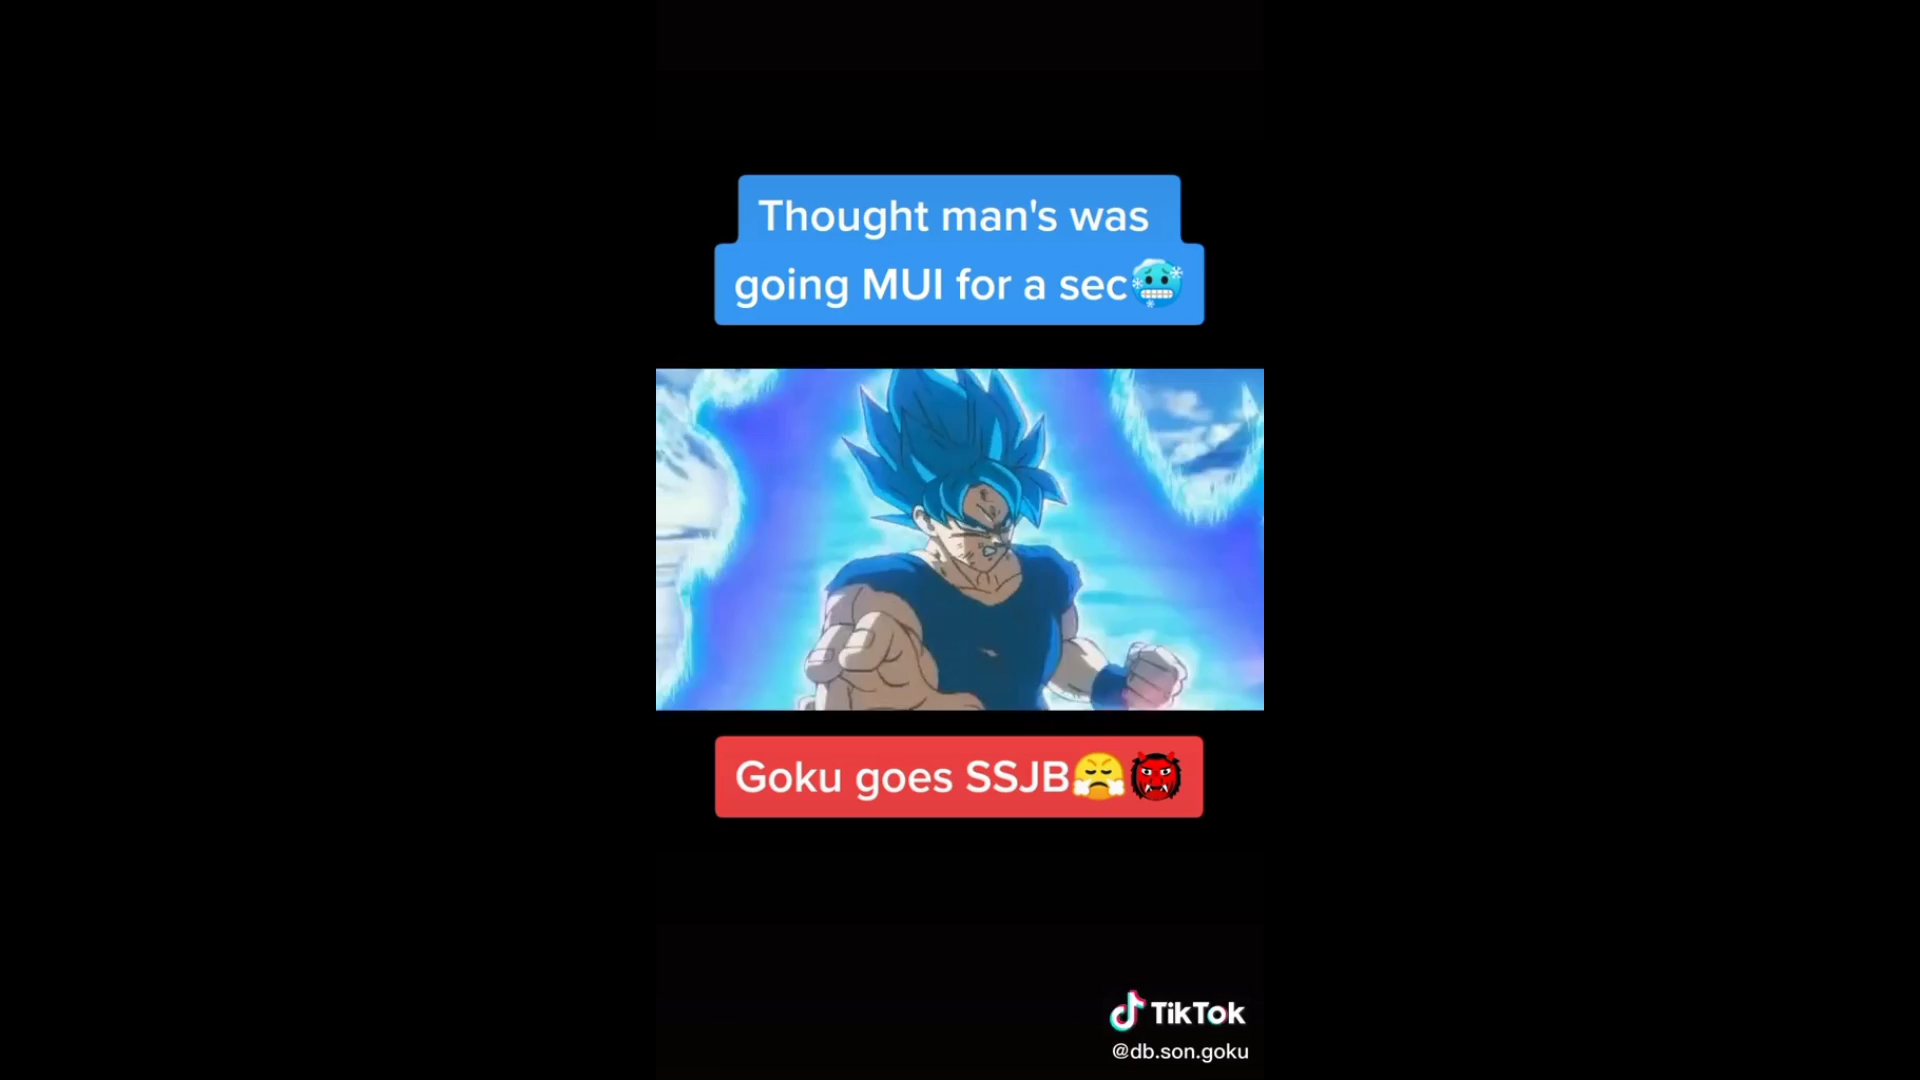 Thought man's was
going MUI for a sec🥶
Goku goes SSJB😤👹
TikTok
@db.son.goku